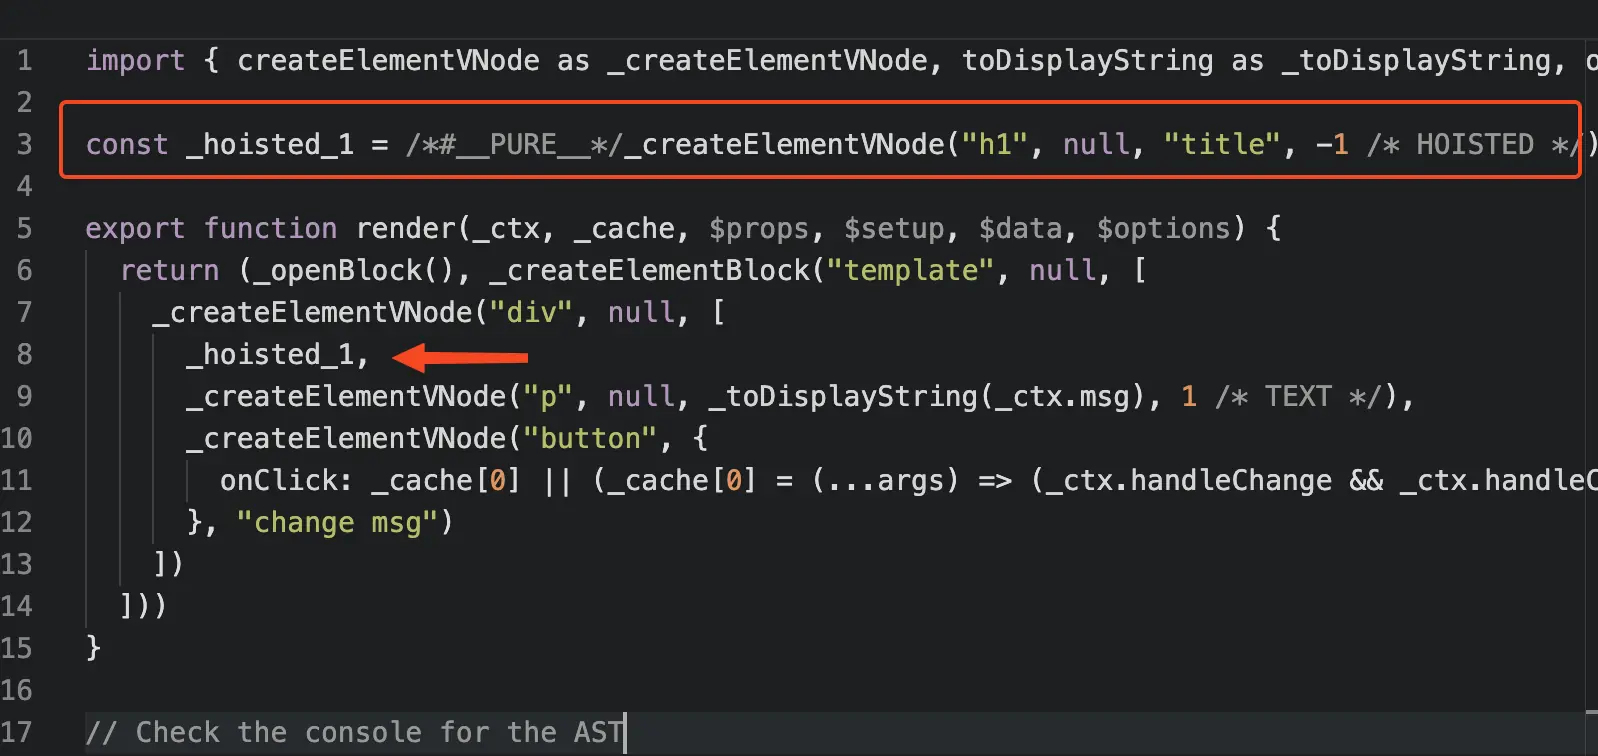 1 import { createElementVNode as _createElementVNode, toDisplayString as _toDisplayString, o
2
3 const _hoisted_1 = /*#__PURE__*/_createElementVNode("h1", null, "title", -1 /* HOISTED */)
4
5 export function render(_ctx, _cache, $props, $setup, $data, $options) {
6 return (_openBlock(), _createElementBlock("template", null, [
7 _createElementVNode("div", null, [
8 _hoisted_1,
9 _createElementVNode("p", null, _toDisplayString(_ctx.msg), 1 /* TEXT */),
10 _createElementVNode("button", {
11 onClick: _cache[0] || (_cache[0] = (...args) => (_ctx.handleChange && _ctx.handleC
12 }, "change msg")
13 ])
14 ]))
15 }
16
17 // Check the console for the AST